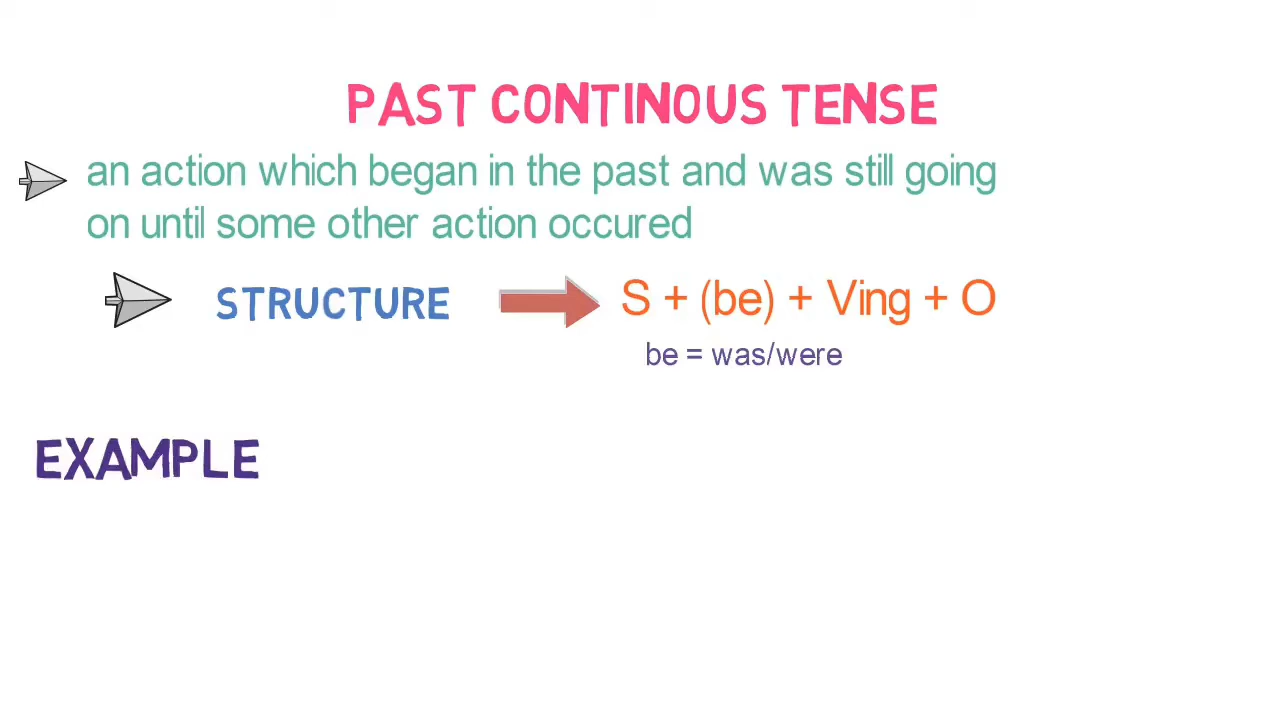 PAST CONTINOUS TENSE
an action which began in the past and was still going
on until some other action occured
STRUCTURE S + (be) + Ving + O
be = was/were
EXAMPLE